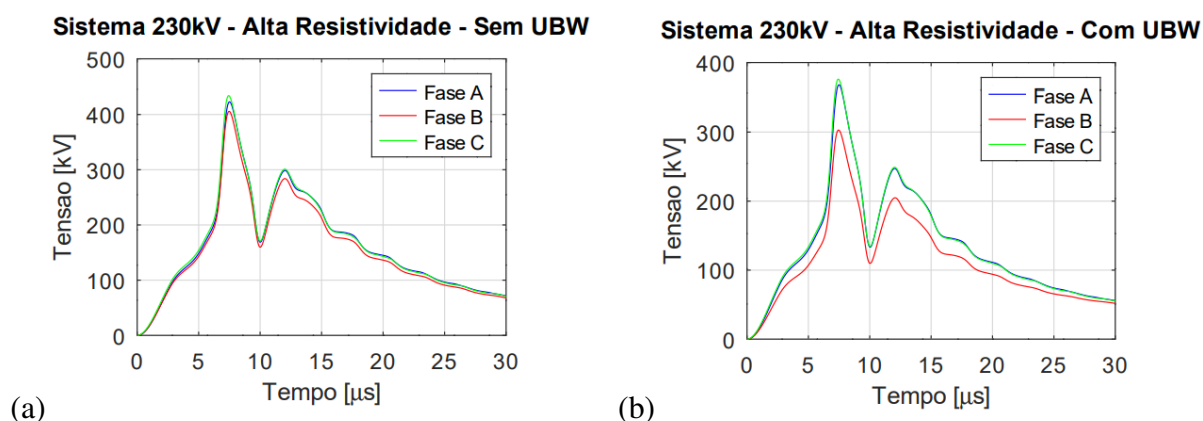 Sistema 230kV - Alta Resistividade - Sem UBW
500
400
300
200
100
0
Tensao [kV]
Fase A
Fase B
Fase C
0 5 10 15 20 25 30
Tempo [μs]
(a)
Sistema 230kV - Alta Resistividade - Com UBW
400
300
200
100
0
Tensao [kV]
Fase A
Fase B
Fase C
0 5 10 15 20 25 30
Tempo [μs]
(b)